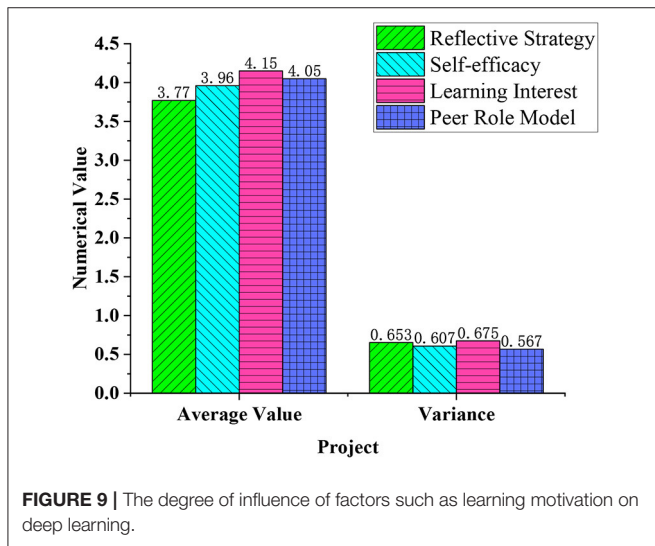 4.5
4.0
3.5
3.0
2.5
2.0
1.5
1.0
0.5
0.0
Numerical Value
3.77
3.96
4.15
4.05
0.653
0.607
0.675
0.567
Reflective Strategy
Self-efficacy
Learning Interest
Peer Role Model
Average Value
Variance
Project
FIGURE 9 | The degree of influence of factors such as learning motivation on
deep learning.